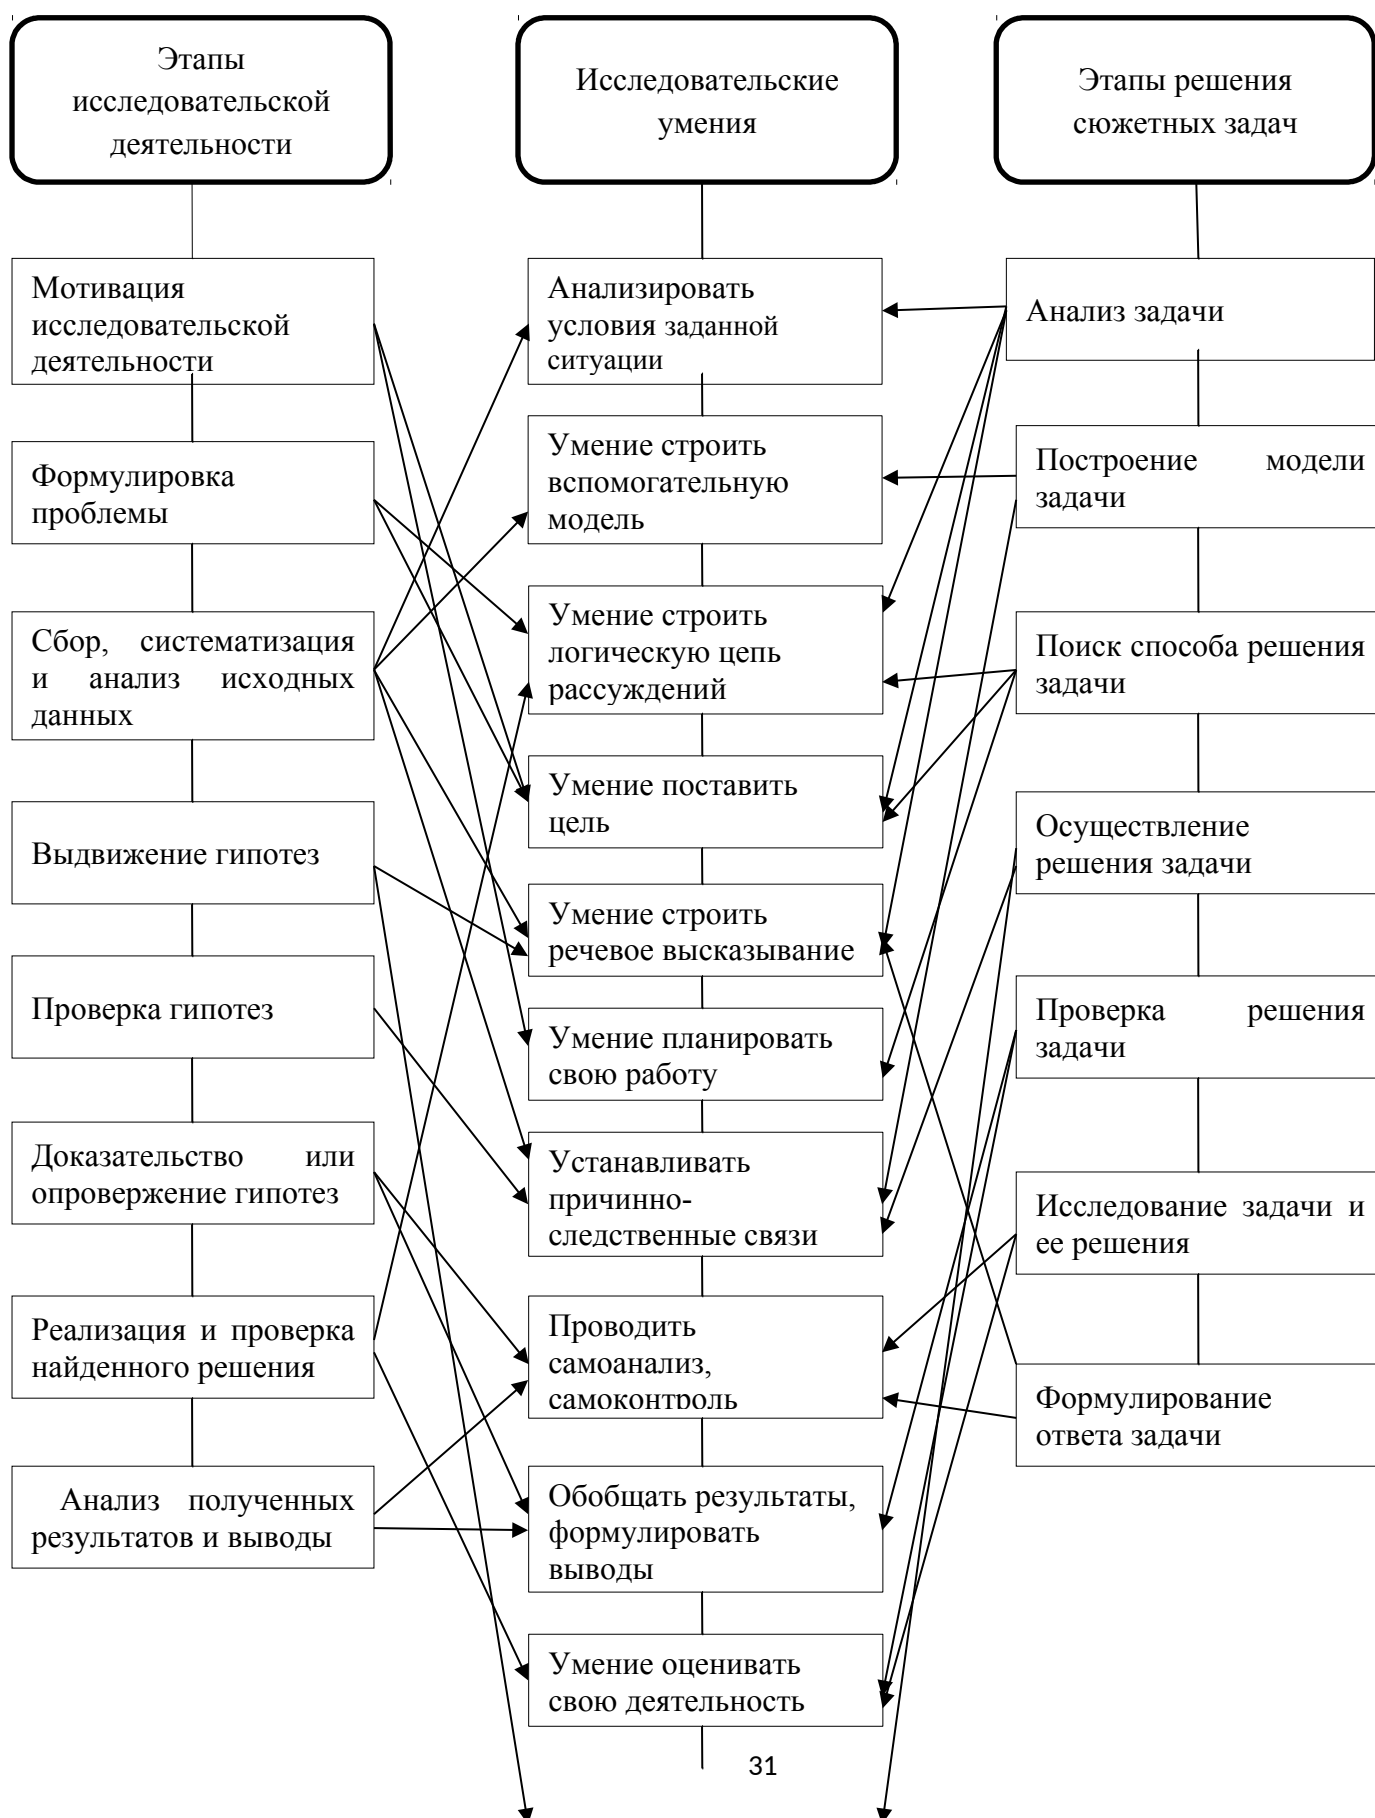 Этапы
исследовательской
деятельности
Мотивация
исследовательской
деятельности
Формулировка
проблемы
Сбор, систематизация
и анализ исходных
данных
Выдвижение гипотез
Проверка гипотез
Доказательство или
опровержение гипотез
Реализация и проверка
найденного решения
Анализ полученных
результатов и выводы
Исследовательские
умения
Анализировать
условия заданной
ситуации
Умение строить
вспомогательную
модель
Умение строить
логическую цепь
рассуждений
Умение поставить
цель
Умение строить
речевое высказывание
Умение планировать
свою работу
Устанавливать
причинно-
следственные связи
Проводить
самоанализ,
самоконтроль
Обобщать результаты,
формулировать
выводы
Умение оценивать
свою деятельность
Этапы решения
сюжетных задач
Анализ задачи
Построение модели
задачи
Поиск способа решения
задачи
Осуществление
решения задачи
Проверка решения
задачи
Исследование задачи и
ее решения
Формулирование
ответа задачи
31